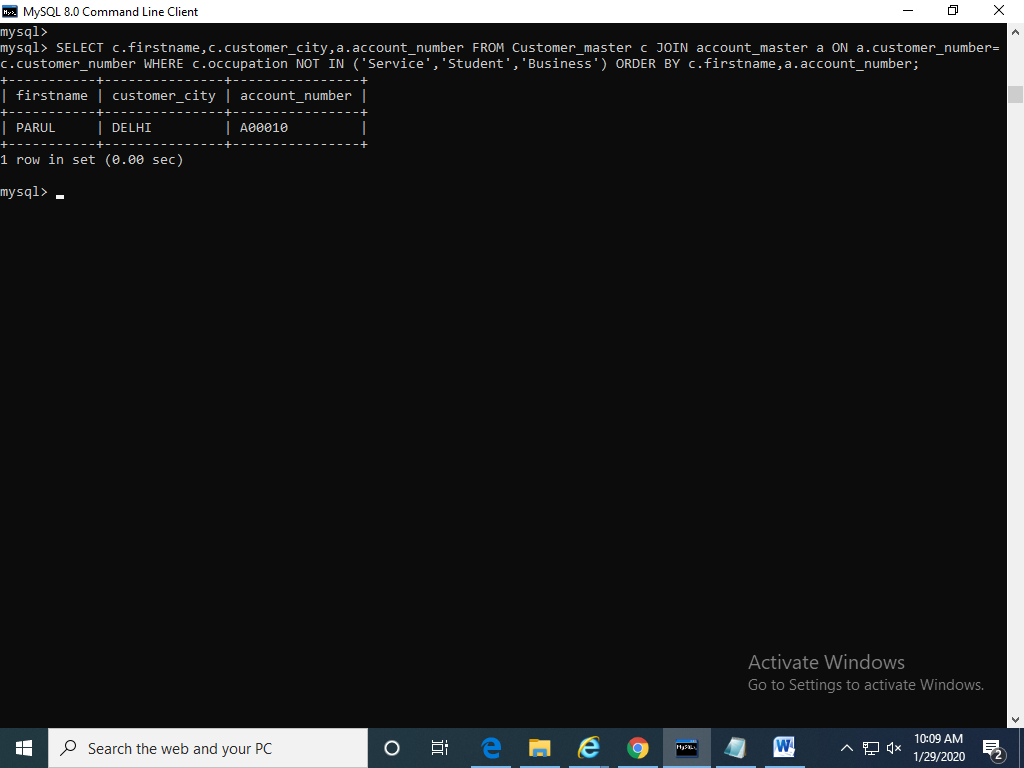 MySQL 8.0 Command Line Client
mysql>
mysql> SELECT c.firstname,c.customer_city,a.account_number FROM Customer_master c JOIN account_master a ON a.customer_number=
c.customer_number WHERE c.occupation NOT IN ('Service','Student','Business') ORDER BY c.firstname,a.account_number;
+-----------+---------------+----------------+
| firstname | customer_city | account_number |
+-----------+---------------+----------------+
| PARUL     | DELHI         | A00010         |
+-----------+---------------+----------------+
1 row in set (0.00 sec)
mysql>
Activate Windows
Go to Settings to activate Windows.
Search the web and your PC
10:09 AM
1/29/2020
2